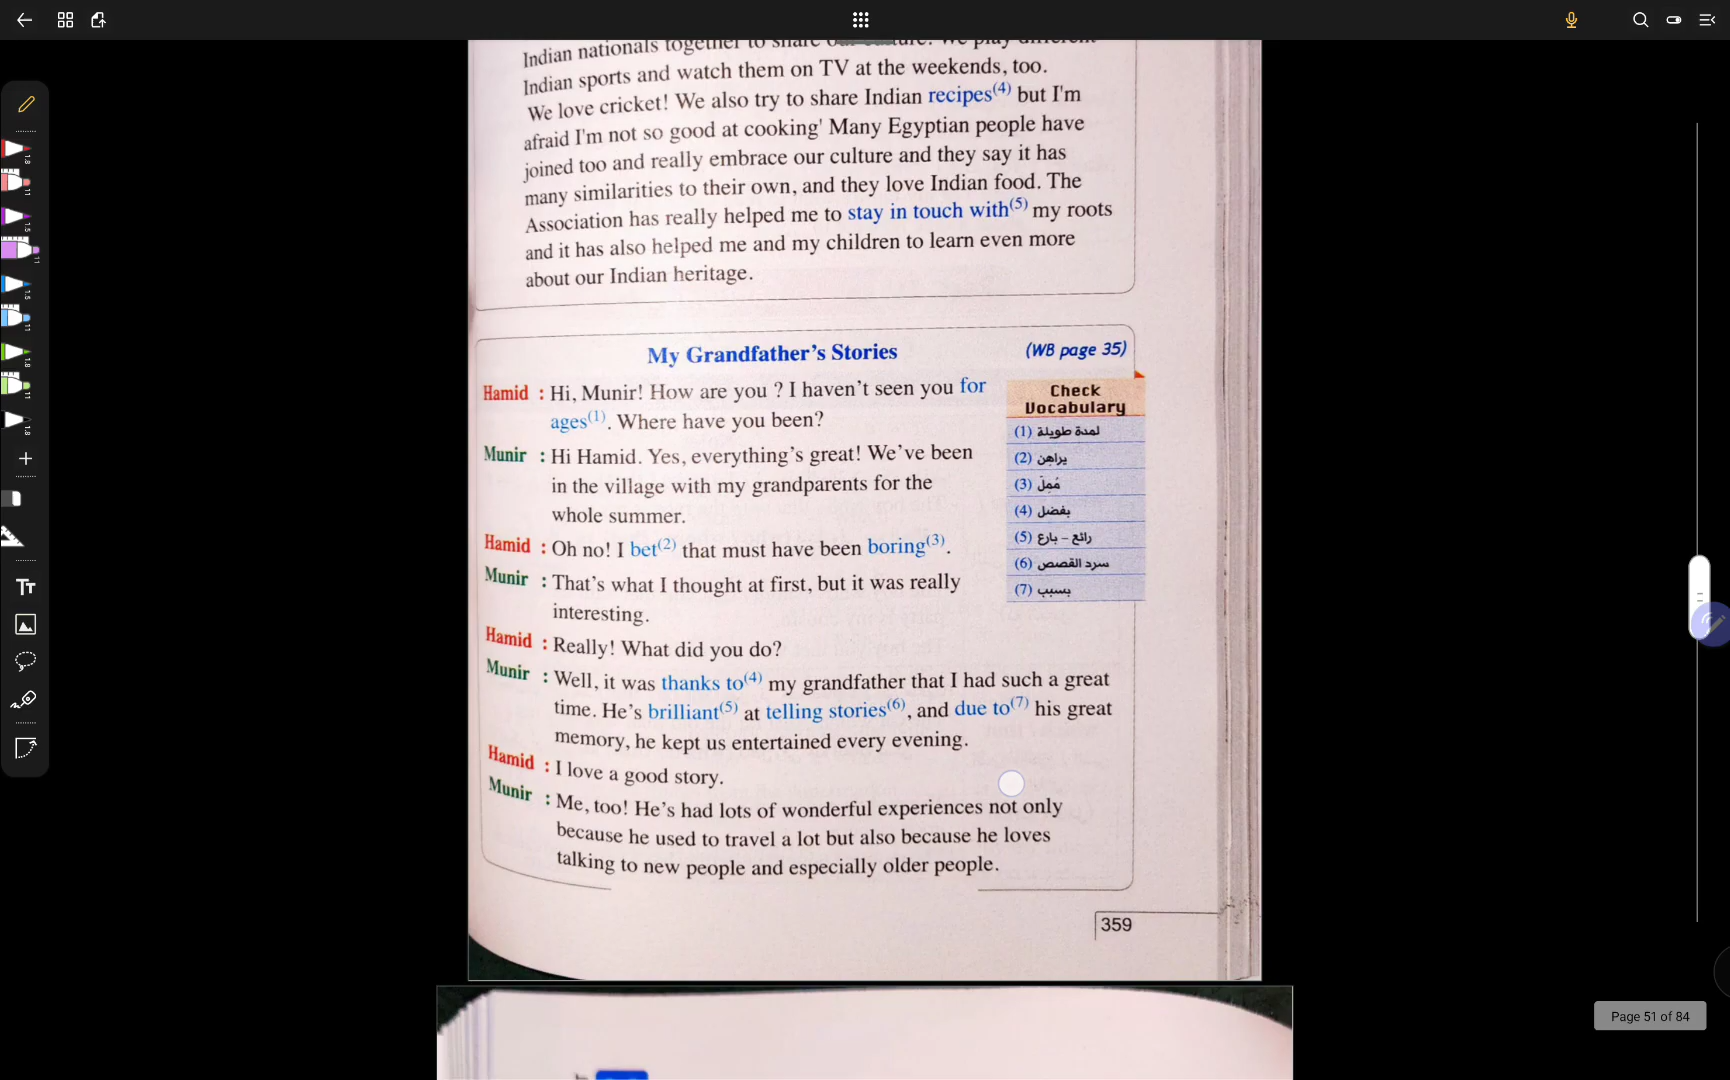 Indian nationals together to share our culture. We play different
Indian sports and watch them on TV at the weekends, too.
We love cricket! We also try to share Indian recipes(4) but I'm
afraid I'm not so good at cooking' Many Egyptian people have
joined too and really embrace our culture and they say it has
many similarities to their own, and they love Indian food. The
Association has really helped me to stay in touch with(5) my roots
and it has also helped me and my children to learn even more
about our Indian heritage.
My Grandfather's Stories
(WB page 35)
Hamid : Hi, Munir! How are you ? I haven't seen you for
ages(1). Where have you been?
Munir : Hi Hamid. Yes, everything's great! We've been
in the village with my grandparents for the
whole summer.
Hamid : Oh no! I bet(2) that must have been boring(3).
Munir : That's what I thought at first, but it was really
interesting.
Hamid : Really! What did you do?
Munir : Well, it was thanks to(4) my grandfather that I had such a great
time. He's brilliant(5) at telling stories(6), and due to(7) his great
memory, he kept us entertained every evening.
Hamid : I love a good story.
Munir : Me, too! He's had lots of wonderful experiences not only
because he used to travel a lot but also because he loves
talking to new people and especially older people.
Check
Vocabulary
(1) لمدة طويلة
(2) يراهن
(3) مُمِلّ
(4) بفضل
(5) رائع - بارع
(6) سرد القصص
(7) بسبب
359
Page 51 of 84